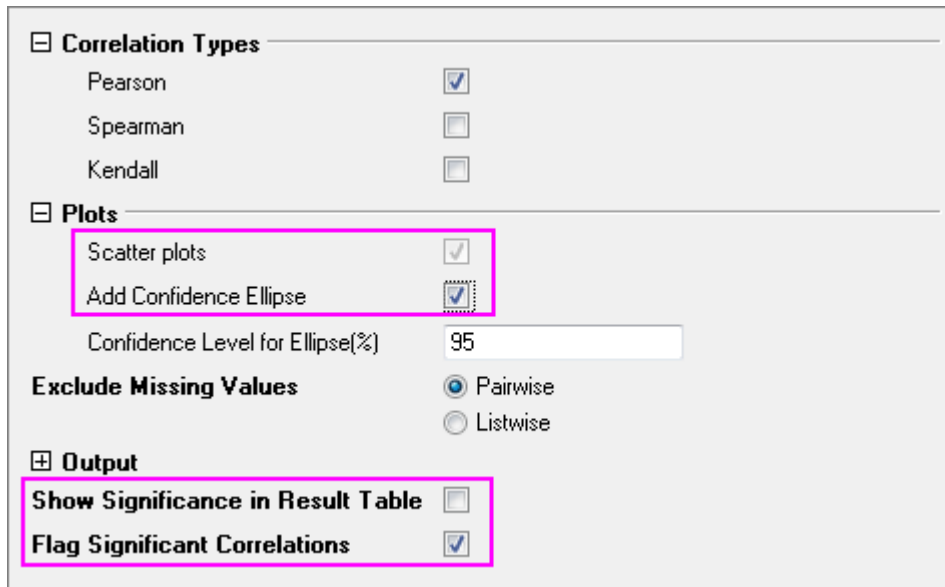 Correlation Types
Pearson
Spearman
Kendall
Plots
Scatter plots
Add Confidence Ellipse
Confidence Level for Ellipse(%) 95
Exclude Missing Values Pairwise
Listwise
Output
Show Significance in Result Table
Flag Significant Correlations